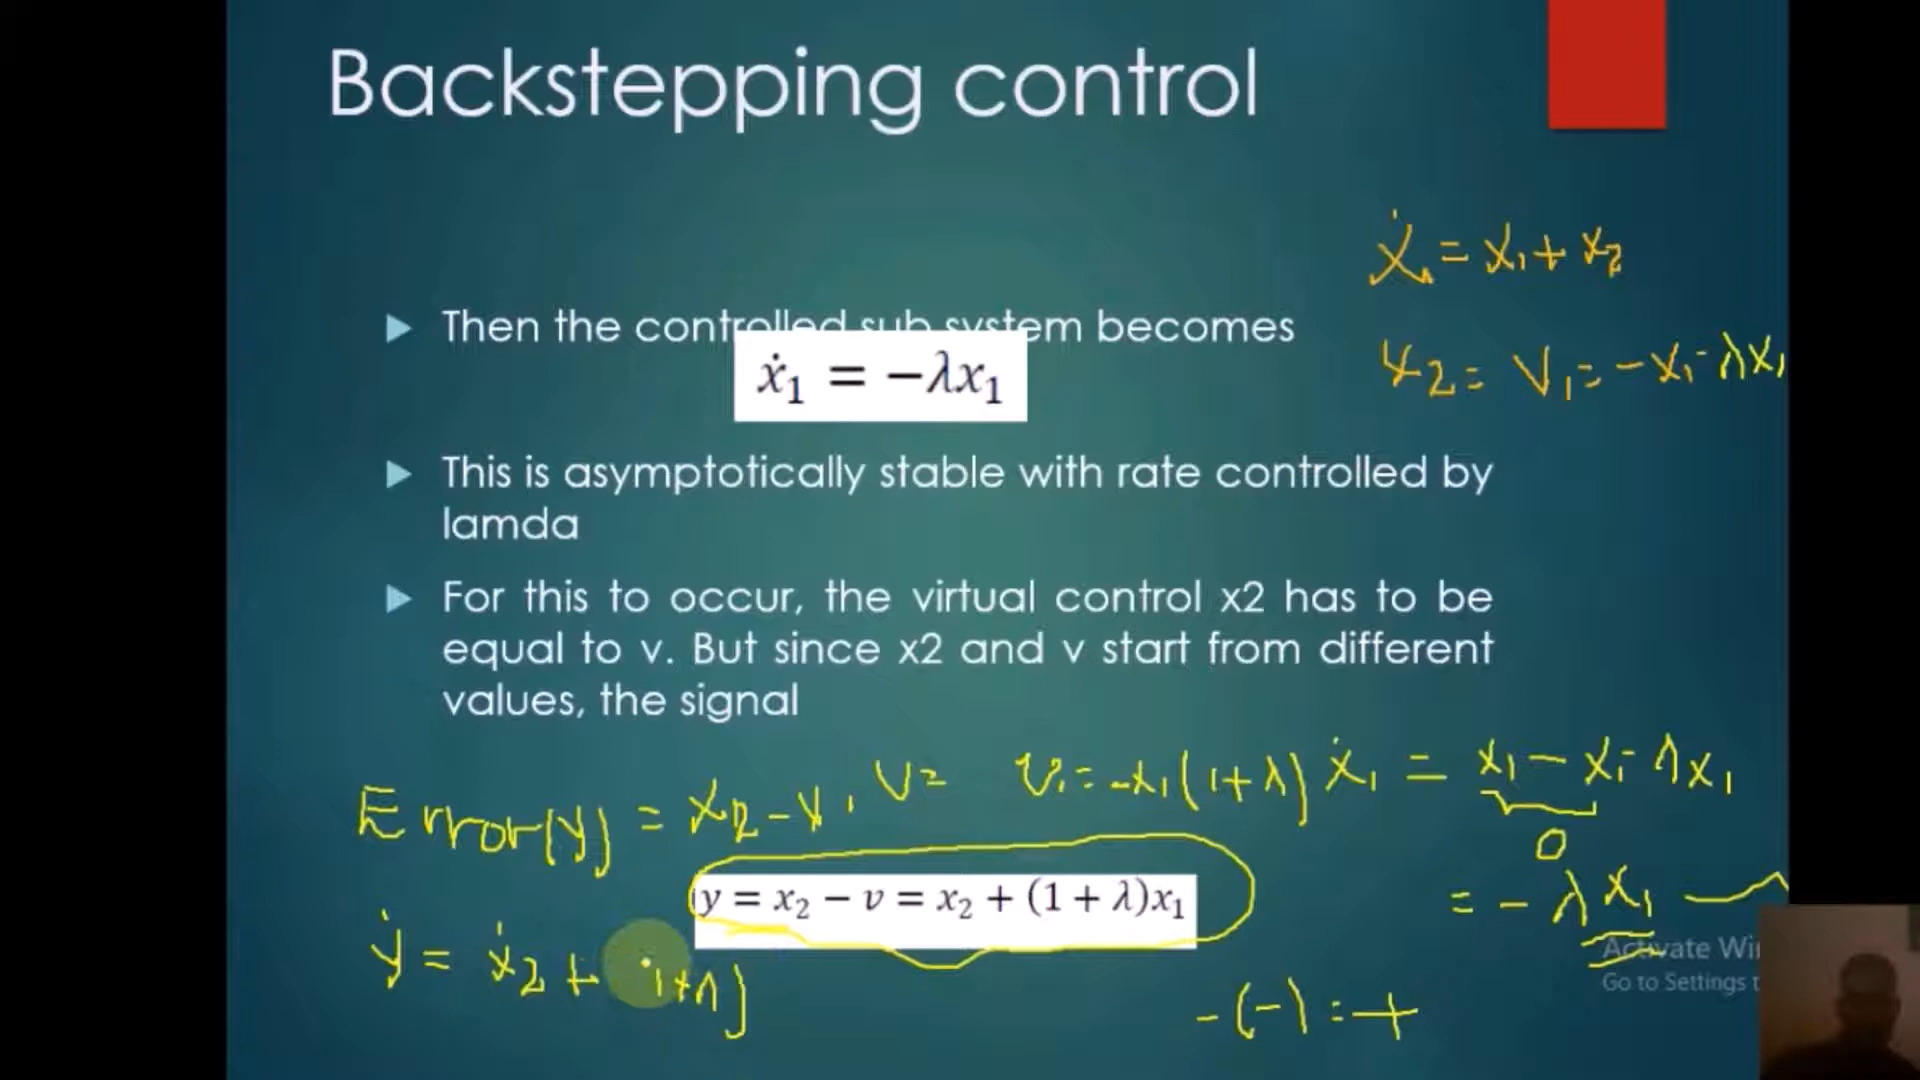 Backstepping control
ẋ₁ = x₁ + x₂
Then the controlled sub system becomes
ẋ₁ = −λx₁
x₂ = V₁ = -x₁ - λx₁
This is asymptotically stable with rate controlled by
lamda
For this to occur, the virtual control x2 has to be
equal to v. But since x2 and v start from different
values, the signal
Error(y) = x₂ - v, V= V₁ = -x₁(1+λ) ẋ₁ = x₁ - x₁ - λx₁
0
y = x₂ − v = x₂ + (1 + λ)x₁
= - λx₁
ẏ = ẋ₂ + 1+λ)
-(-) = +
Activate Wi
Go to Settings t